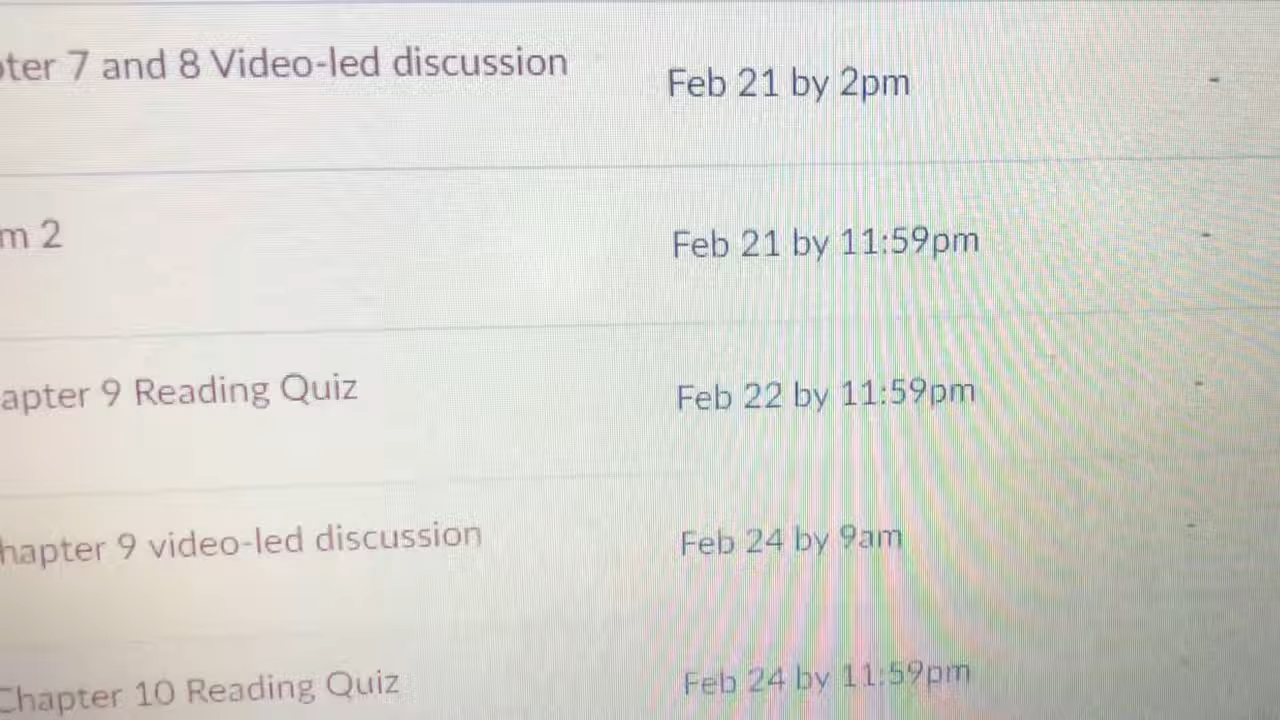 ter 7 and 8 Video-led discussion Feb 21 by 2pm -
m 2 Feb 21 by 11:59pm -
apter 9 Reading Quiz Feb 22 by 11:59pm -
hapter 9 video-led discussion Feb 24 by 9am -
Chapter 10 Reading Quiz Feb 24 by 11:59pm